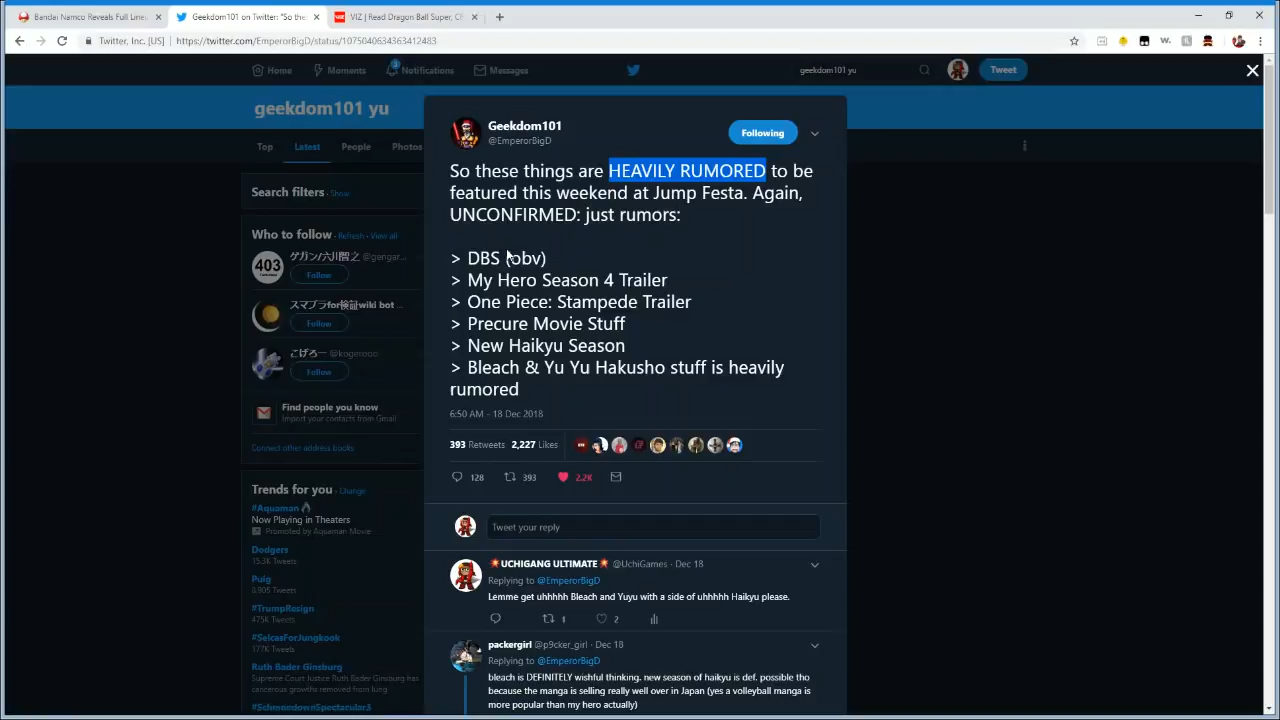 Bandai Namco Reveals Full Line
Geekdom101 on Twitter: "So the
VIZ | Read Dragon Ball Super, Ch
Twitter, Inc. [US]
https://twitter.com/EmperorBigD/status/1075040634363412483
Home
Moments
3
Notifications
Messages
geekdom101 yu
Tweet
geekdom101 yu
Top
Latest
People
Photos
Search filters · Show
Who to follow · Refresh · View all
@gengar...
403
Follow
スマブラfor検証wiki bot ...
Follow
こげろー @kogerooo
Follow
Find people you know
Import your contacts from Gmail
Connect other address books
Trends for you · Change
#Aquaman
Now Playing in Theaters
Promoted by Aquaman Movie
Dodgers
15.3K Tweets
Puig
8,905 Tweets
#TrumpResign
475K Tweets
#SelcasForJungkook
177K Tweets
Ruth Bader Ginsburg
Supreme Court Justice Ruth Bader Ginsburg has
cancerous growths removed from lung
#Schmoedown#Spectacular3
Geekdom101
@EmperorBigD
Following
So these things are HEAVILY RUMORED to be
featured this weekend at Jump Festa. Again,
UNCONFIRMED: just rumors:
> DBS (obv)
> My Hero Season 4 Trailer
> One Piece: Stampede Trailer
> Precure Movie Stuff
> New Haikyu Season
> Bleach & Yu Yu Hakusho stuff is heavily
rumored
6:50 AM - 18 Dec 2018
393 Retweets 2,227 Likes
128
393
2.2K
Tweet your reply
UCHIGANG ULTIMATE @UchiGames · Dec 18
Replying to @EmperorBigD
Lemme get uhhhhh Bleach and Yuyu with a side of uhhhhh Haikyu please.
1
2
packergirl @p9cker_girl · Dec 18
Replying to @EmperorBigD
bleach is DEFINITELY wishful thinking. new season of haikyu is def. possible tho
because the manga is selling really well over in Japan (yes a volleyball manga is
more popular than my hero actually)